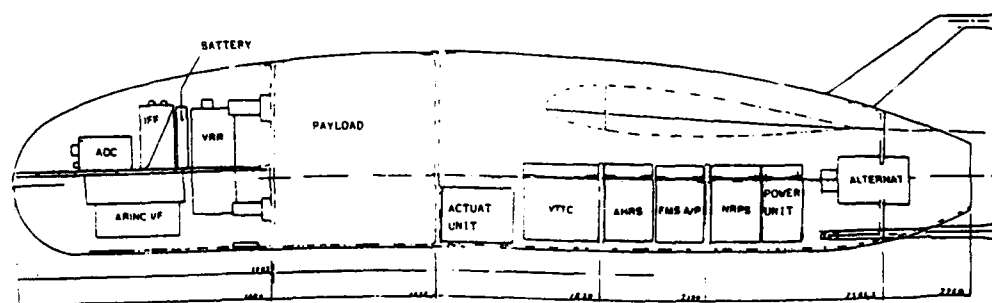 BATTERY
IFF
VRR
ADC
PAYLOAD
ARINC VF
ACTUAT
UNIT
VTTC
AHRS
FMS A/P
NRPS
POWER
UNIT
ALTERNAT